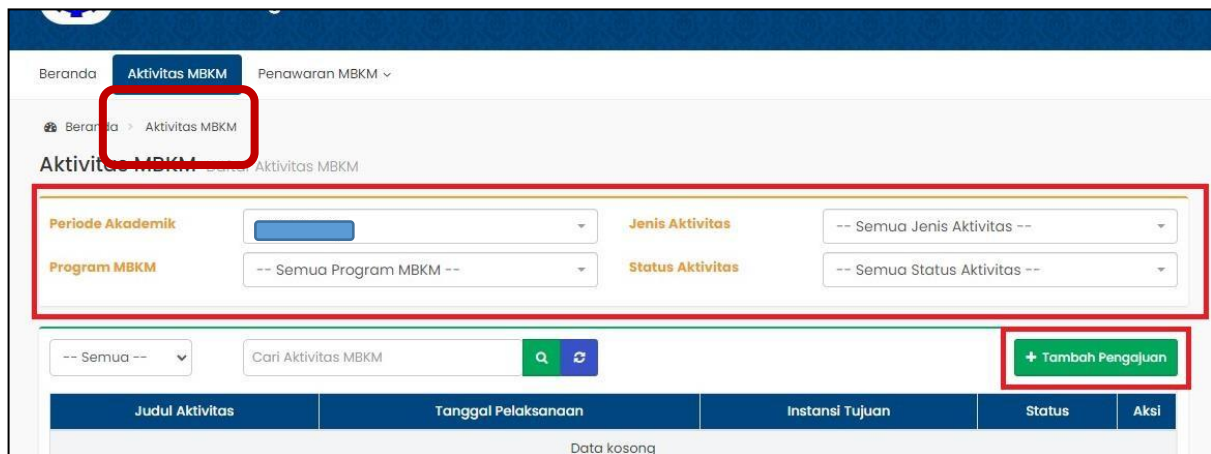 Beranda Aktivitas MBKM Penawaran MBKM
Beranda > Aktivitas MBKM
Aktivitas MBKM Daftar Aktivitas MBKM
Periode Akademik Jenis Aktivitas -- Semua Jenis Aktivitas --
Program MBKM -- Semua Program MBKM -- Status Aktivitas -- Semua Status Aktivitas --
-- Semua -- Cari Aktivitas MBKM + Tambah Pengajuan
Judul Aktivitas Tanggal Pelaksanaan Instansi Tujuan Status Aksi
Data kosong